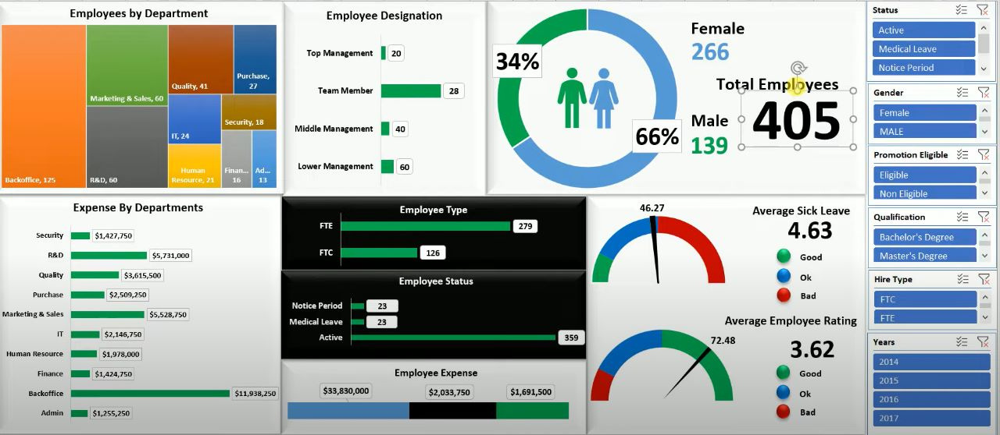 Employees by Department
Backoffice, 125
Marketing & Sales, 60
R&D, 60
Quality, 41
Purchase,
27
IT, 24
Security, 18
Human
Resource, 21
Finan...
16
Ad...
13
Employee Designation
Top Management 20
Team Member 28
Middle Management 40
Lower Management 60
34%
66%
Female
266
Male
139
Total Employees
405
Expense By Departments
Security $1,427,750
R&D $5,731,000
Quality $3,615,500
Purchase $2,509,250
Marketing & Sales $5,528,750
IT $2,146,750
Human Resource $1,978,000
Finance $1,424,750
Backoffice $11,938,250
Admin $1,255,250
Employee Type
FTE 279
FTC 126
Employee Status
Notice Period 23
Medical Leave 23
Active 359
Employee Expense
$33,830,000 $2,033,750 $1,691,500
46.27
Average Sick Leave
4.63
Good
Ok
Bad
Average Employee Rating
72.48
3.62
Good
Ok
Bad
Status
Active
Medical Leave
Notice Period
Gender
Female
MALE
Promotion Eligible
Eligible
Non Eligible
Qualification
Bachelor's Degree
Master's Degree
Hire Type
FTC
FTE
Years
2014
2015
2016
2017